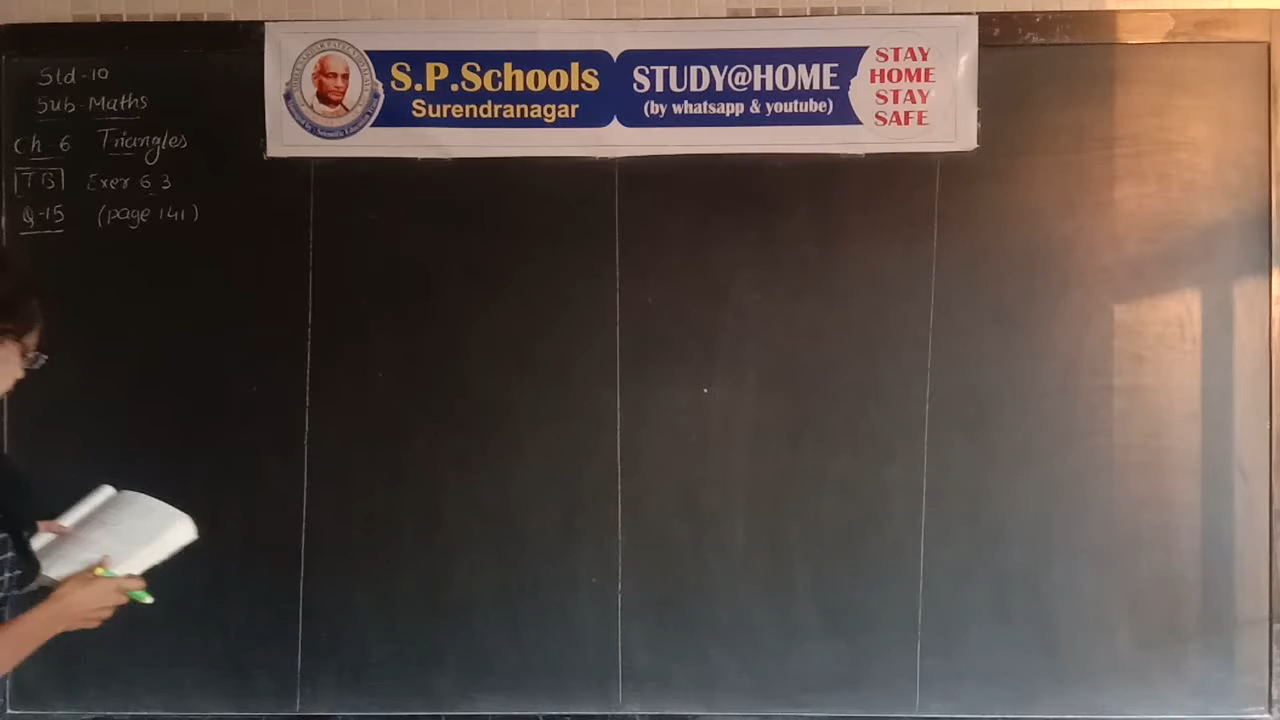 Std-10
Sub-Maths
Ch-6 Triangles
TB Exer 6.3
Q-15 (page 141)
S.P.Schools
Surendranagar
STUDY@HOME
(by whatsapp & youtube)
STAY
HOME
STAY
SAFE